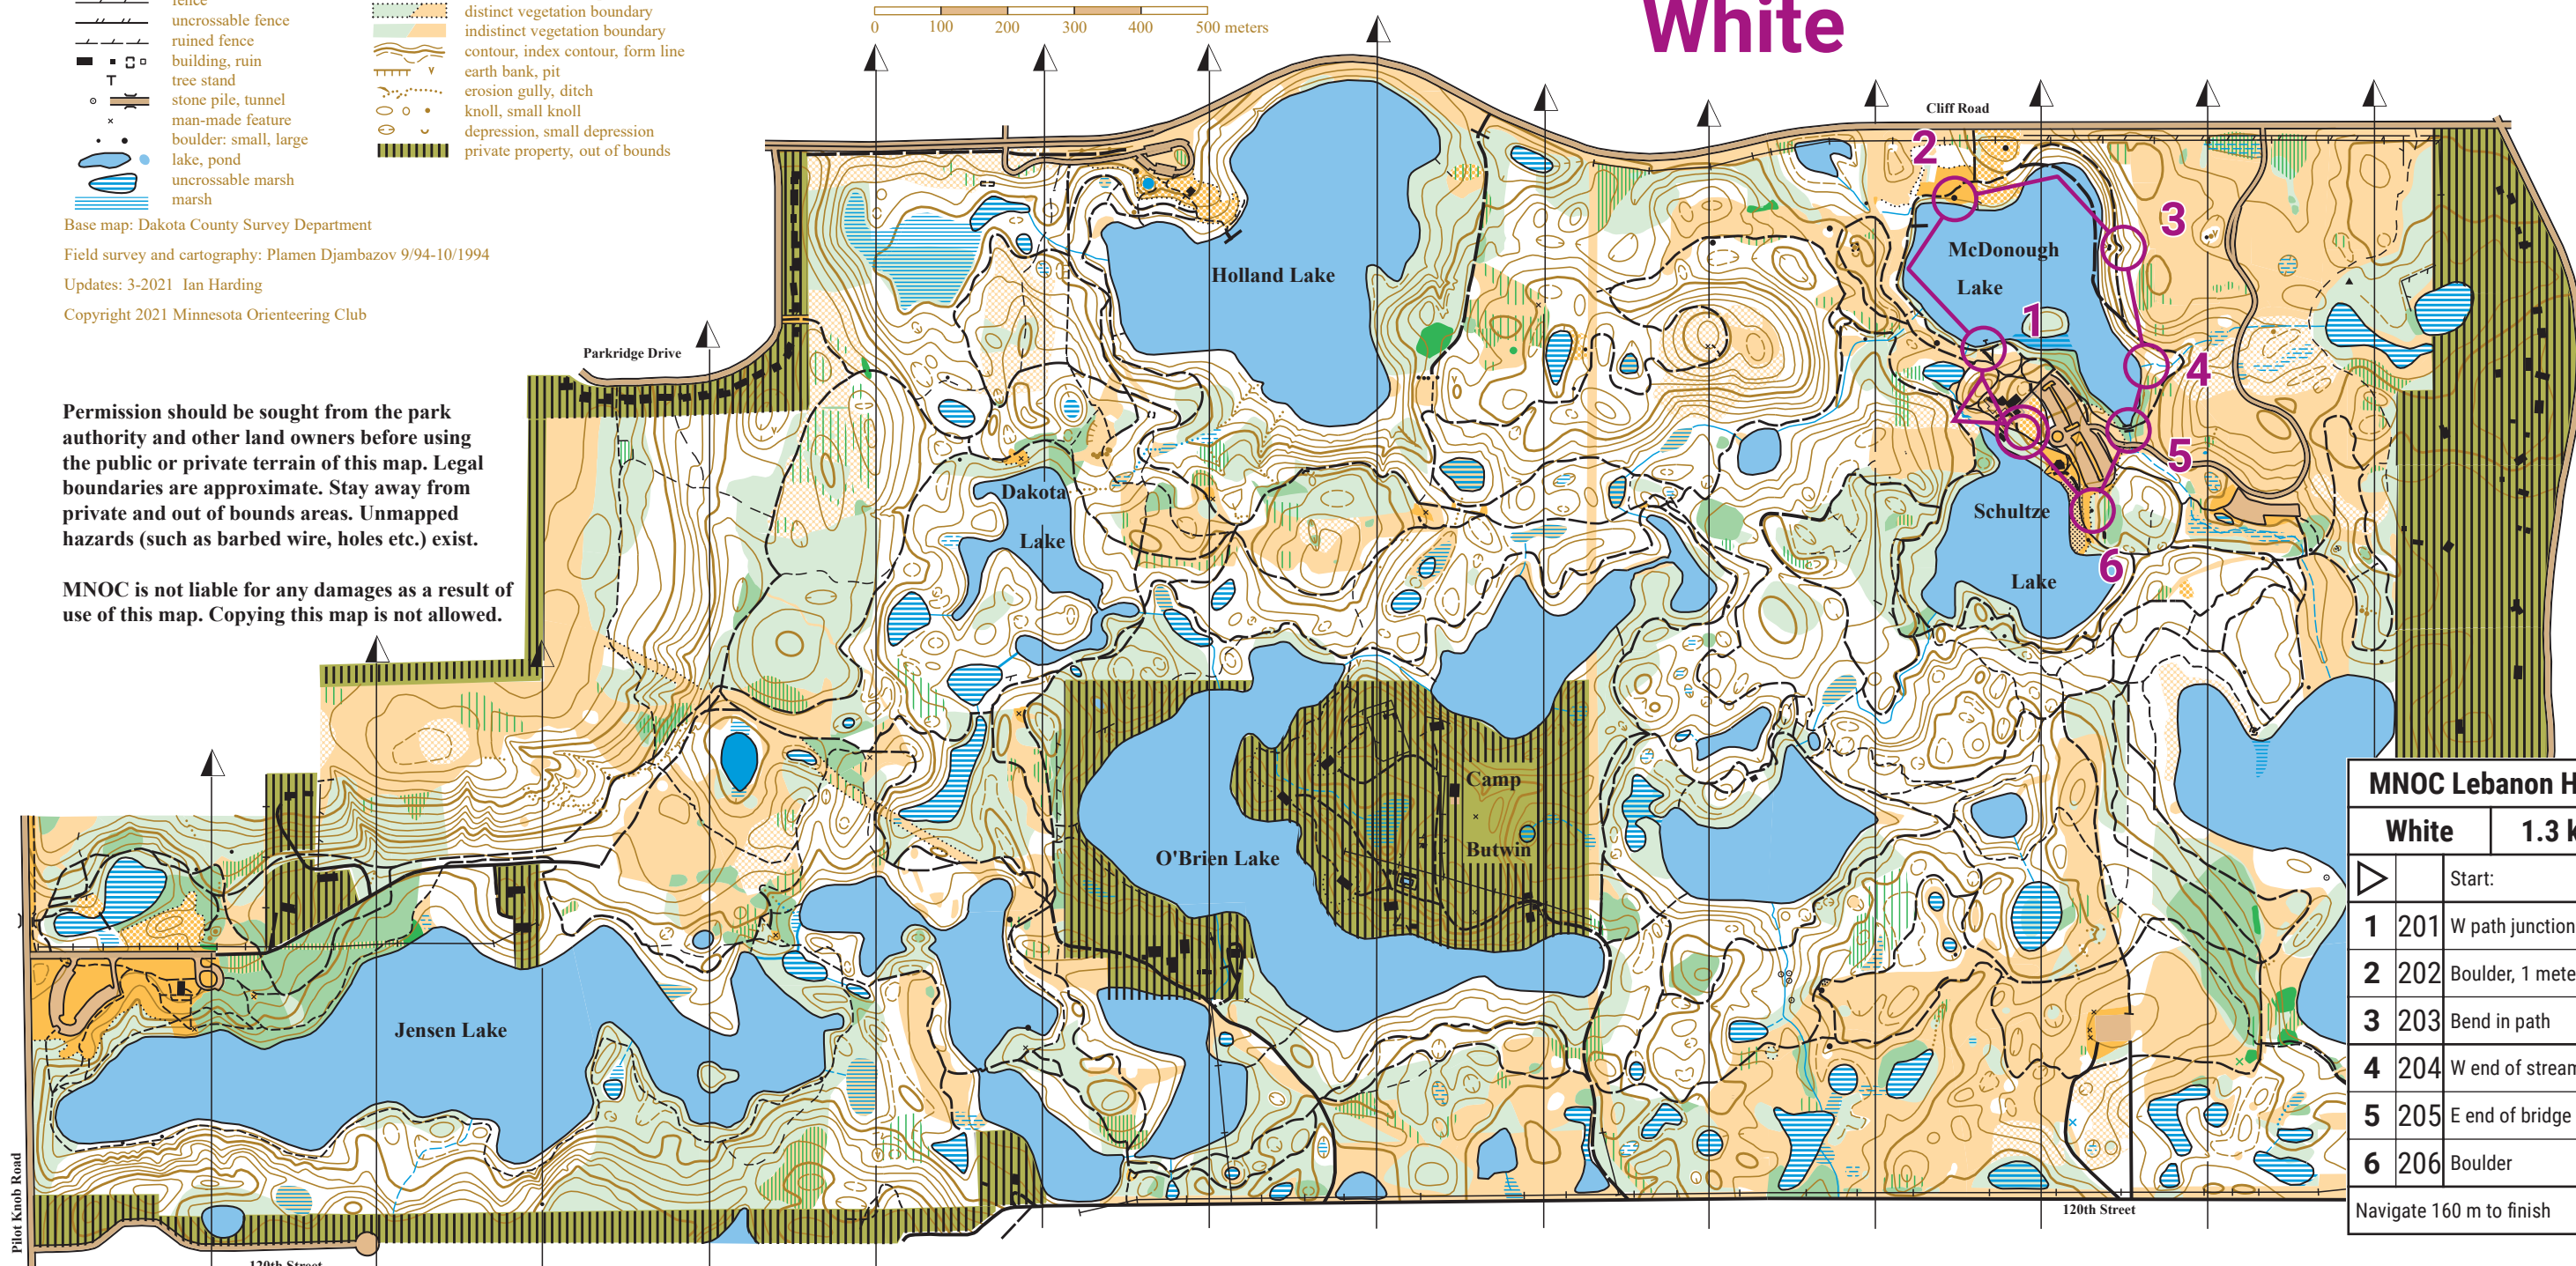 White
fence
uncrossable fence
ruined fence
building, ruin
tree stand
stone pile, tunnel
man-made feature
boulder: small, large
lake, pond
uncrossable marsh
marsh
distinct vegetation boundary
indistinct vegetation boundary
contour, index contour, form line
earth bank, pit
erosion gully, ditch
knoll, small knoll
depression, small depression
private property, out of bounds
0 100 200 300 400 500 meters
Base map: Dakota County Survey Department
Field survey and cartography: Plamen Djambazov 9/94-10/1994
Updates: 3-2021 Ian Harding
Copyright 2021 Minnesota Orienteering Club
Permission should be sought from the park
authority and other land owners before using
the public or private terrain of this map. Legal
boundaries are approximate. Stay away from
private and out of bounds areas. Unmapped
hazards (such as barbed wire, holes etc.) exist.
MNOC is not liable for any damages as a result of
use of this map. Copying this map is not allowed.
Cliff Road
Parkridge Drive
Holland Lake
McDonough
Lake
2
3
1
4
5
6
Dakota
Lake
Schultze
Lake
Camp
Butwin
O'Brien Lake
Jensen Lake
Pilot Knob Road
120th Street
120th Street
MNOC Lebanon H
White 1.3 k
Start:
1 201 W path junction
2 202 Boulder, 1 mete
3 203 Bend in path
4 204 W end of stream
5 205 E end of bridge
6 206 Boulder
Navigate 160 m to finish